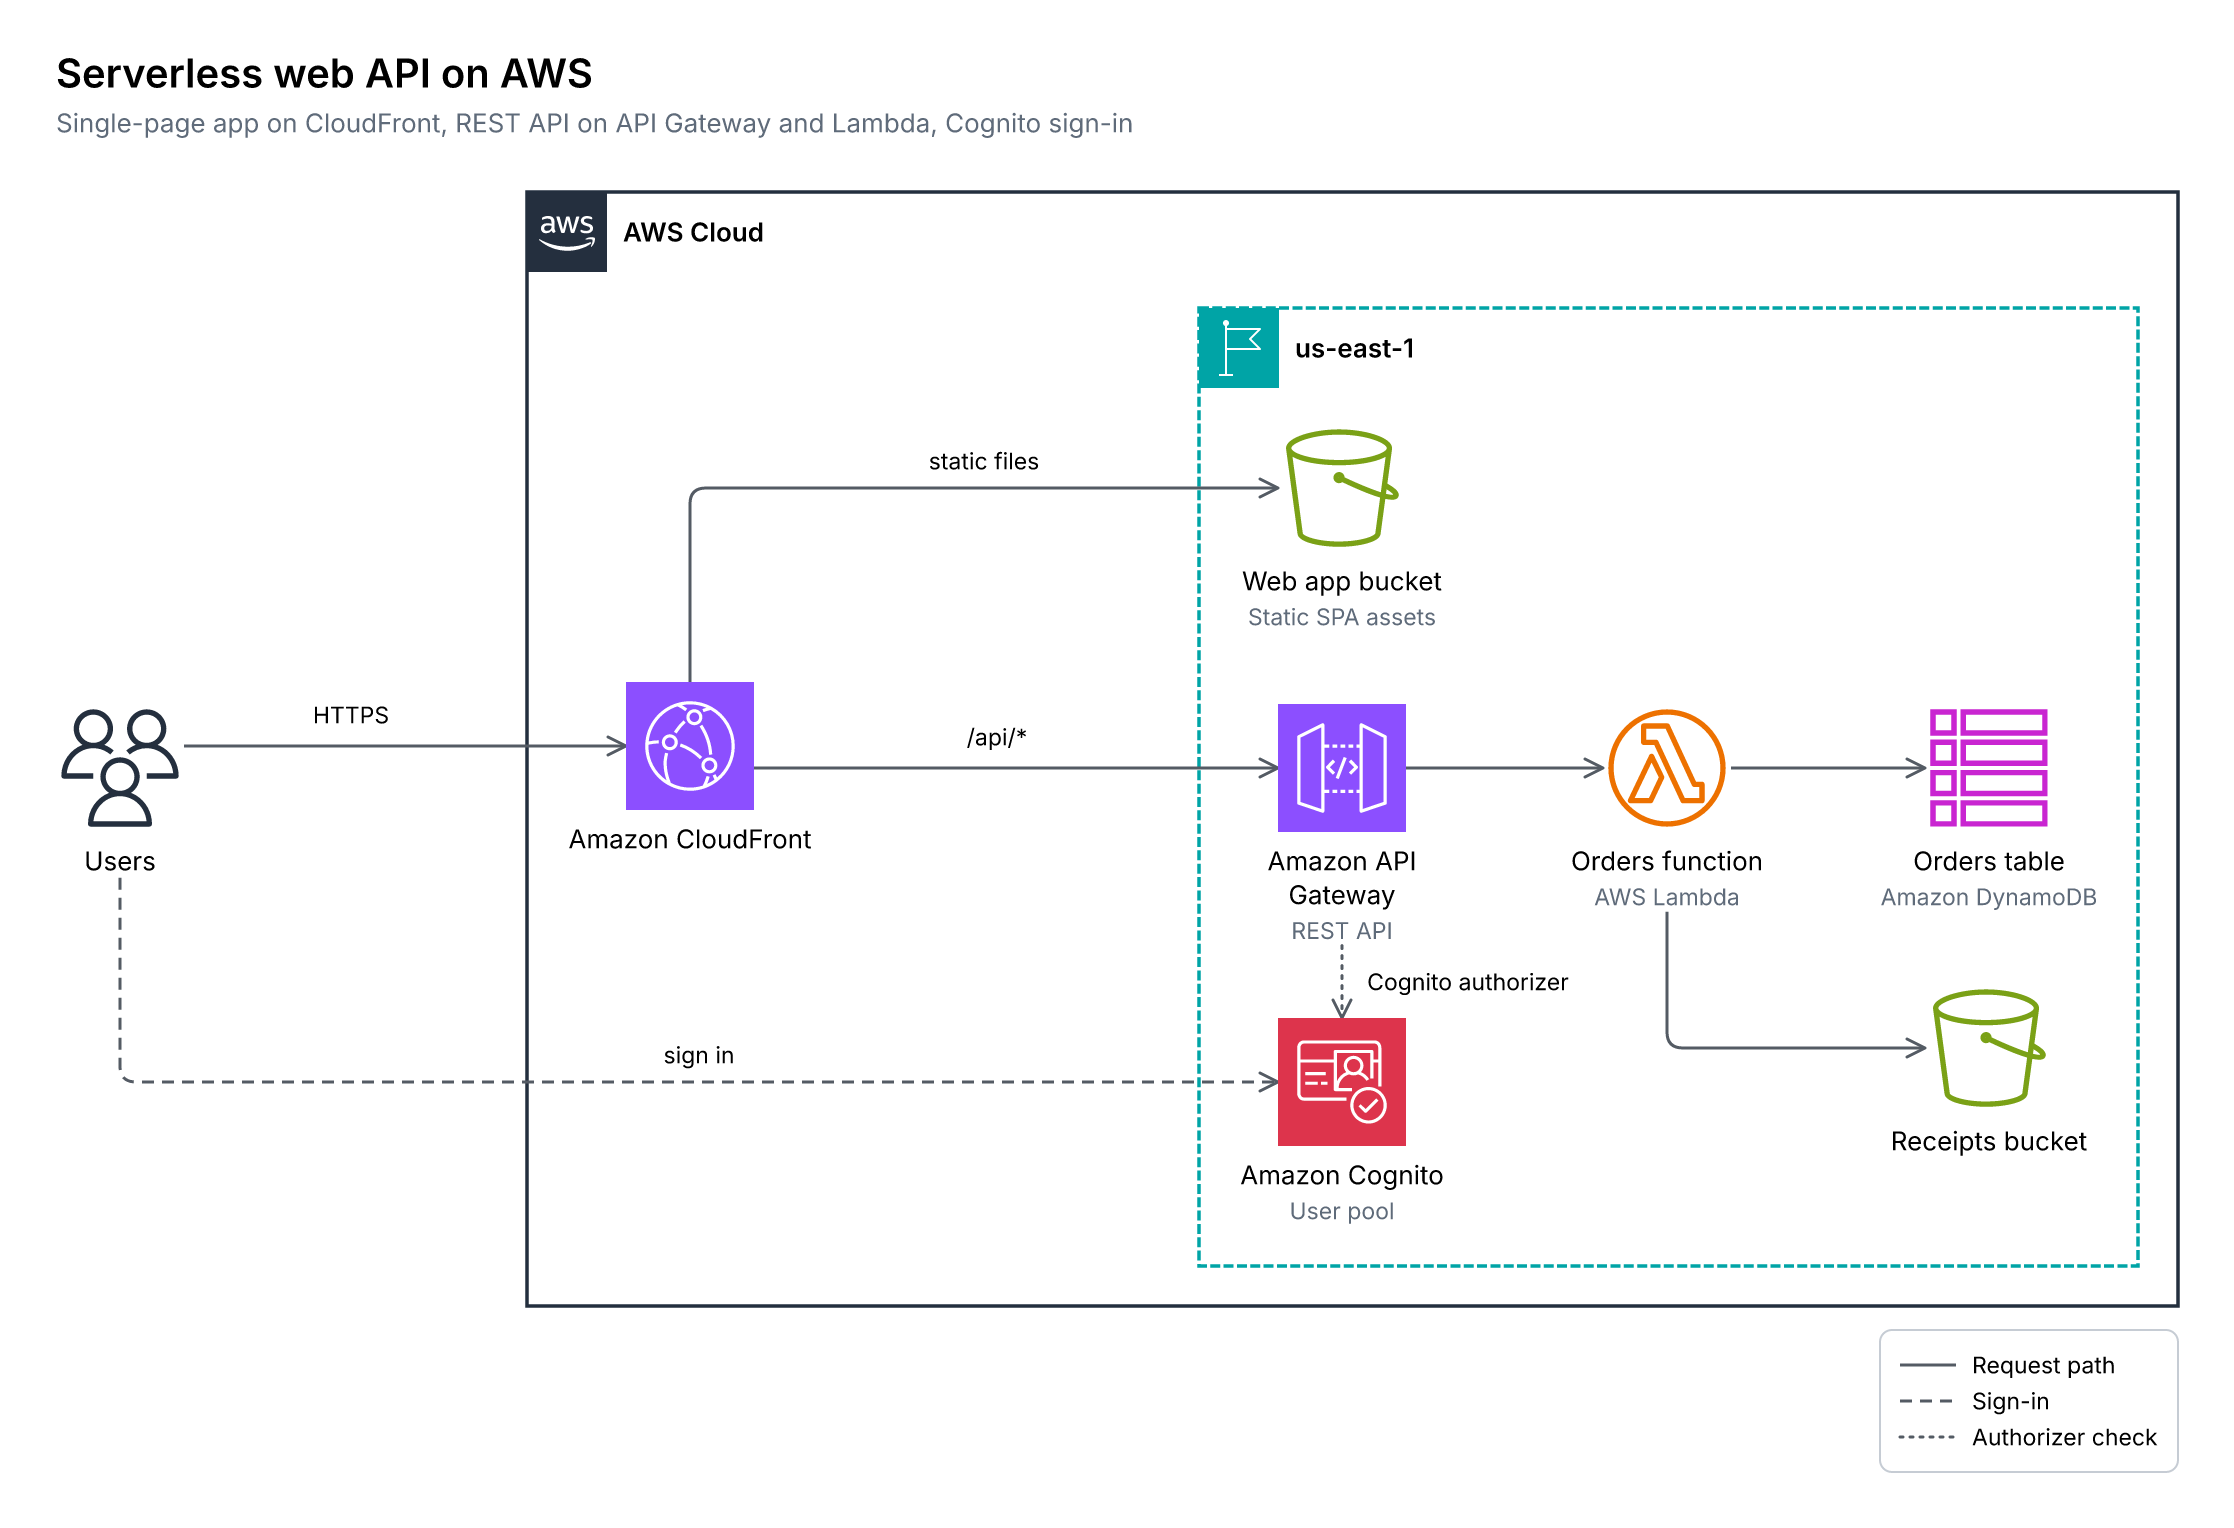 Serverless web API on AWS
Single-page app on CloudFront, REST API on API Gateway and Lambda, Cognito sign-in
aws
AWS Cloud
us-east-1
static files
Web app bucket
Static SPA assets
HTTPS
/api/*
Users
Amazon CloudFront
Amazon API
Gateway
REST API
Orders function
AWS Lambda
Orders table
Amazon DynamoDB
Cognito authorizer
sign in
Amazon Cognito
User pool
Receipts bucket
Request path
Sign-in
Authorizer check